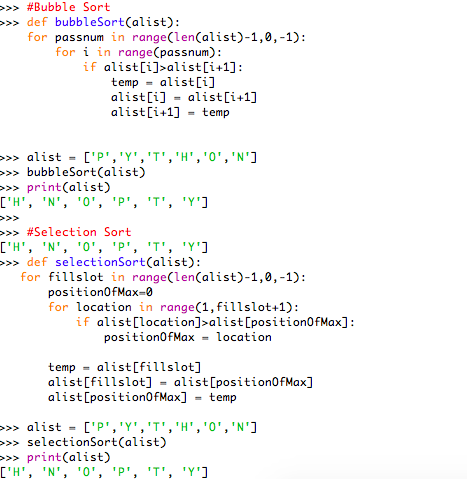 >>> #Bubble Sort
>>> def bubbleSort(alist):
    for passnum in range(len(alist)-1,0,-1):
        for i in range(passnum):
            if alist[i]>alist[i+1]:
                temp = alist[i]
                alist[i] = alist[i+1]
                alist[i+1] = temp
>>> alist = ['P','Y','T','H','O','N']
>>> bubbleSort(alist)
>>> print(alist)
['H', 'N', 'O', 'P', 'T', 'Y']
>>>
>>> #Selection Sort
['H', 'N', 'O', 'P', 'T', 'Y']
>>> def selectionSort(alist):
   for fillslot in range(len(alist)-1,0,-1):
       positionOfMax=0
       for location in range(1,fillslot+1):
           if alist[location]>alist[positionOfMax]:
               positionOfMax = location
       temp = alist[fillslot]
       alist[fillslot] = alist[positionOfMax]
       alist[positionOfMax] = temp
>>> alist = ['P','Y','T','H','O','N']
>>> selectionSort(alist)
>>> print(alist)
['H', 'N', 'O', 'P', 'T', 'Y']